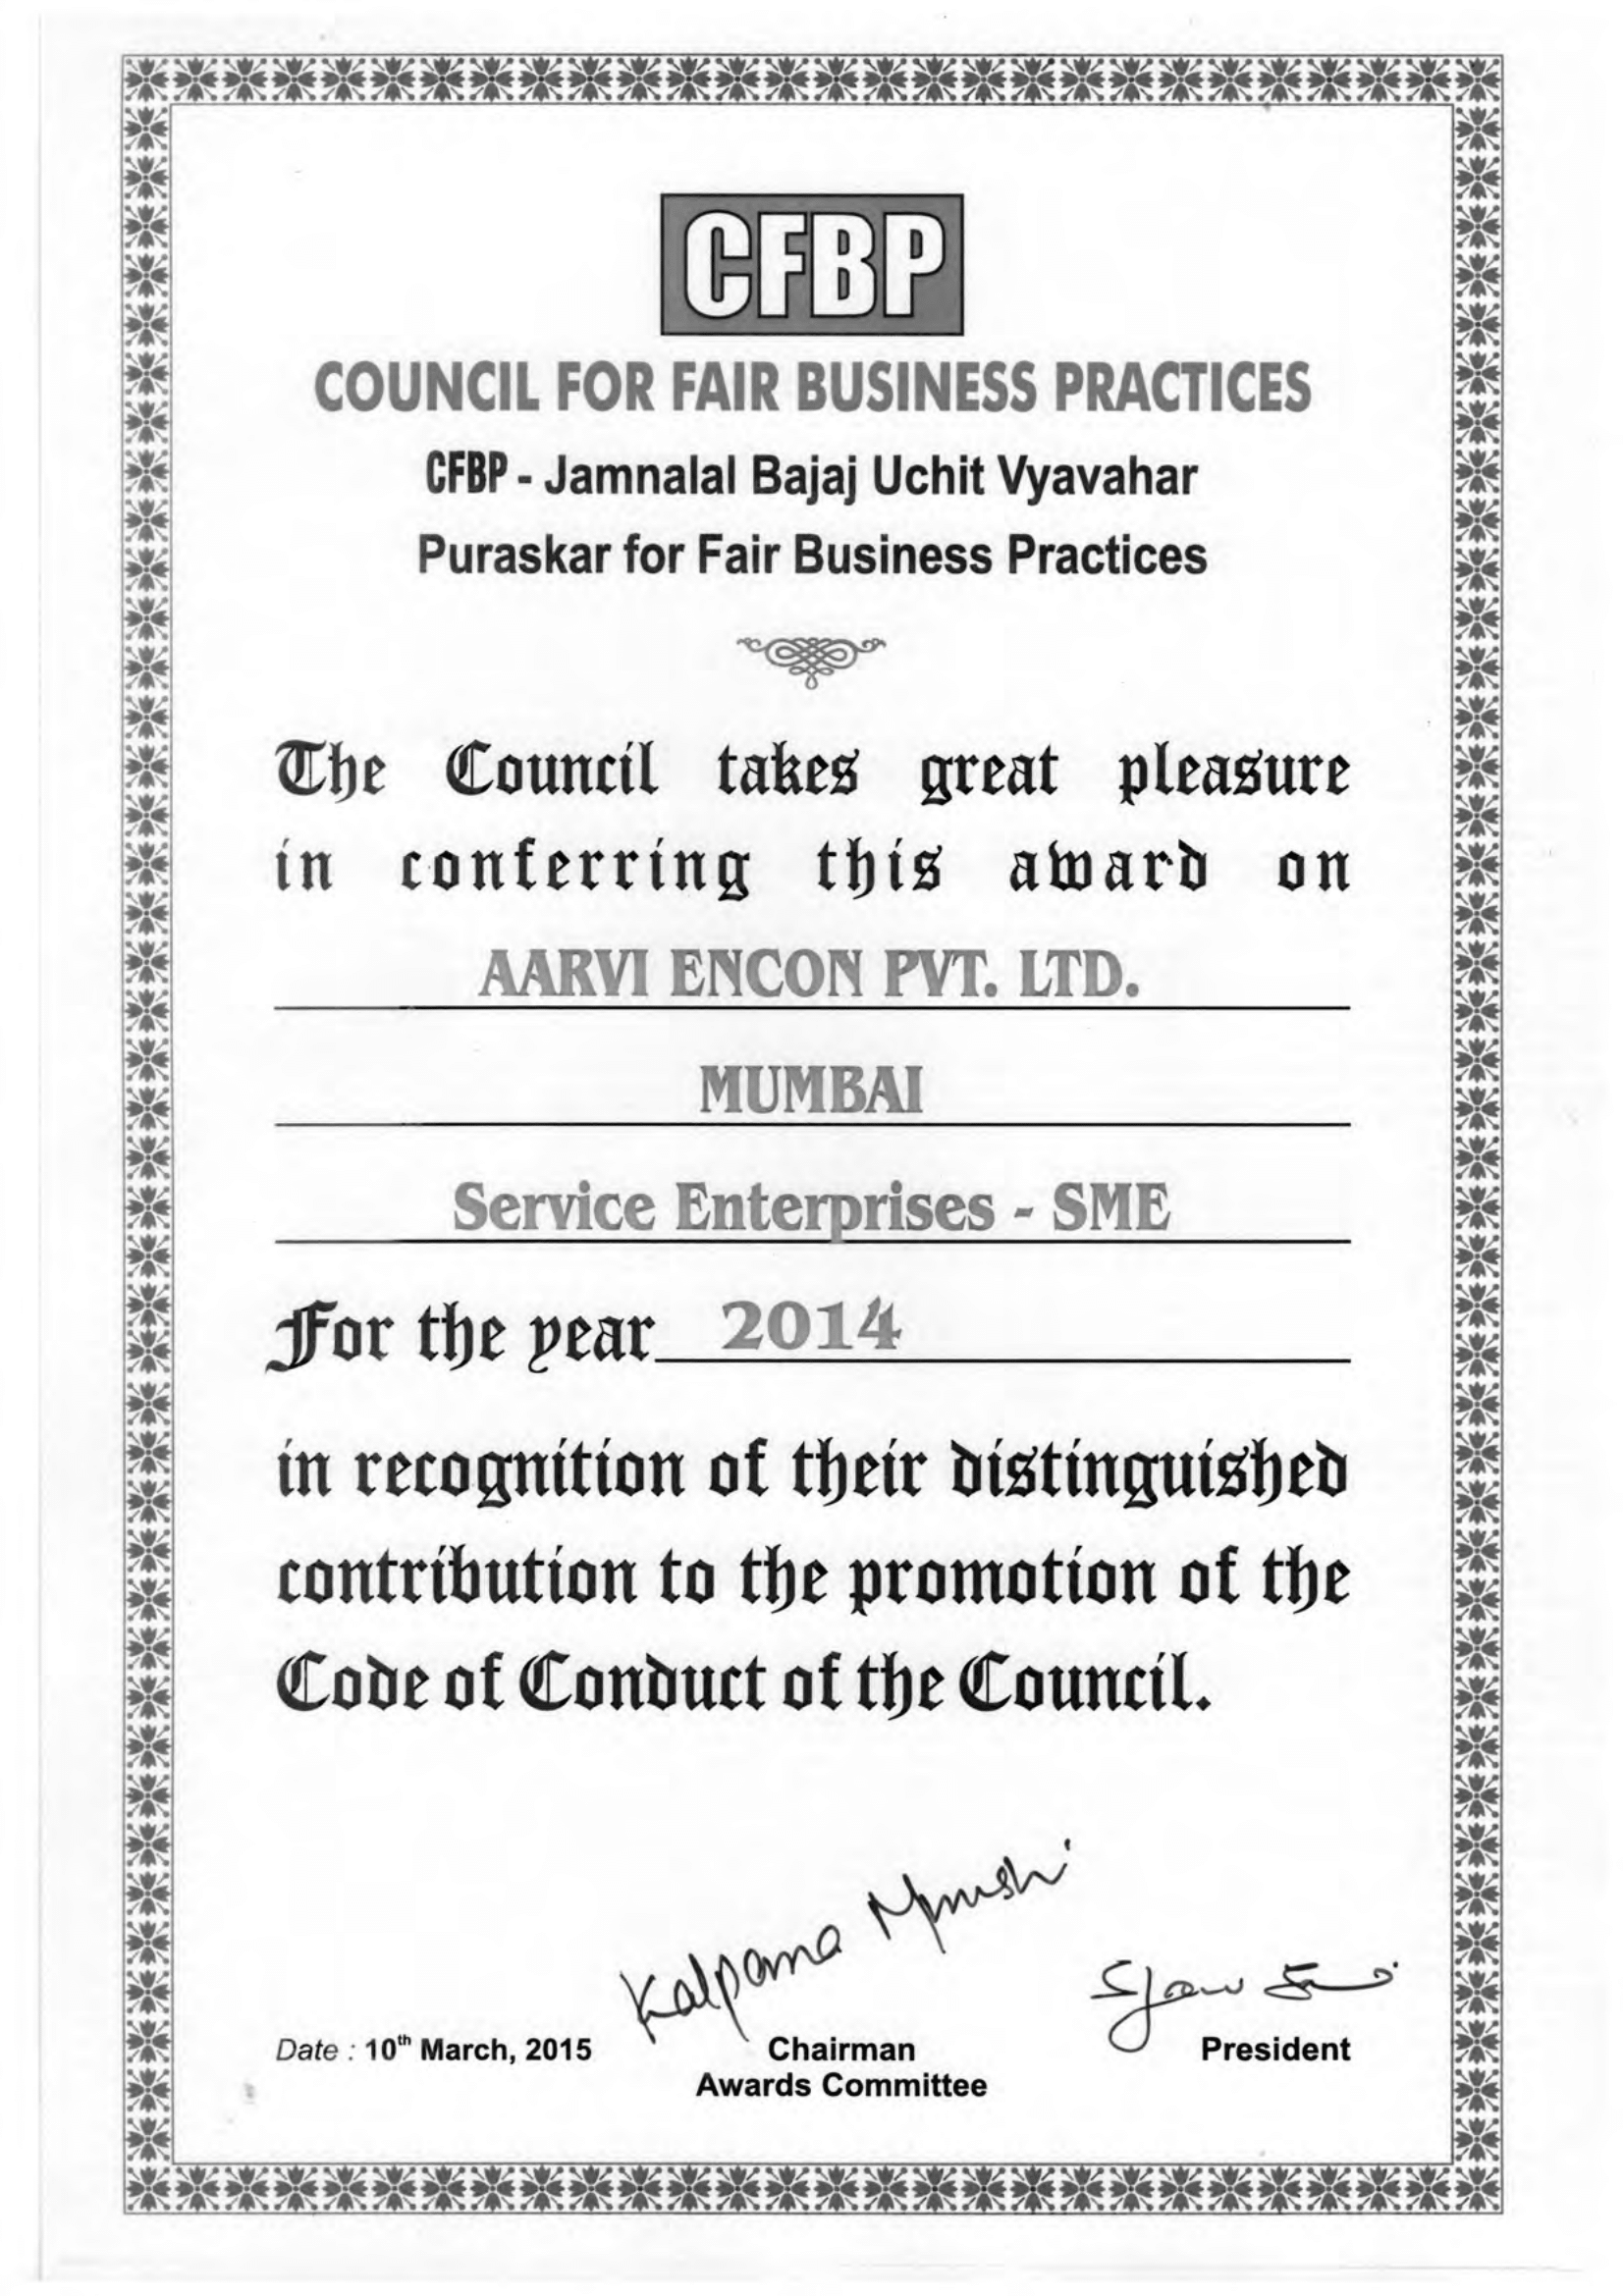 CFBP
COUNCIL FOR FAIR BUSINESS PRACTICES
CFBP - Jamnalal Bajaj Uchit Vyavahar
Puraskar for Fair Business Practices
The Council takes great pleasure
in conferring this award on
AARVI ENCON PVT. LTD.
MUMBAI
Service Enterprises - SME
For the year 2014
in recognition of their distinguished
contribution to the promotion of the
Code of Conduct of the Council.
Kalpana Munshi
Date : 10th March, 2015 Chairman President
Awards Committee